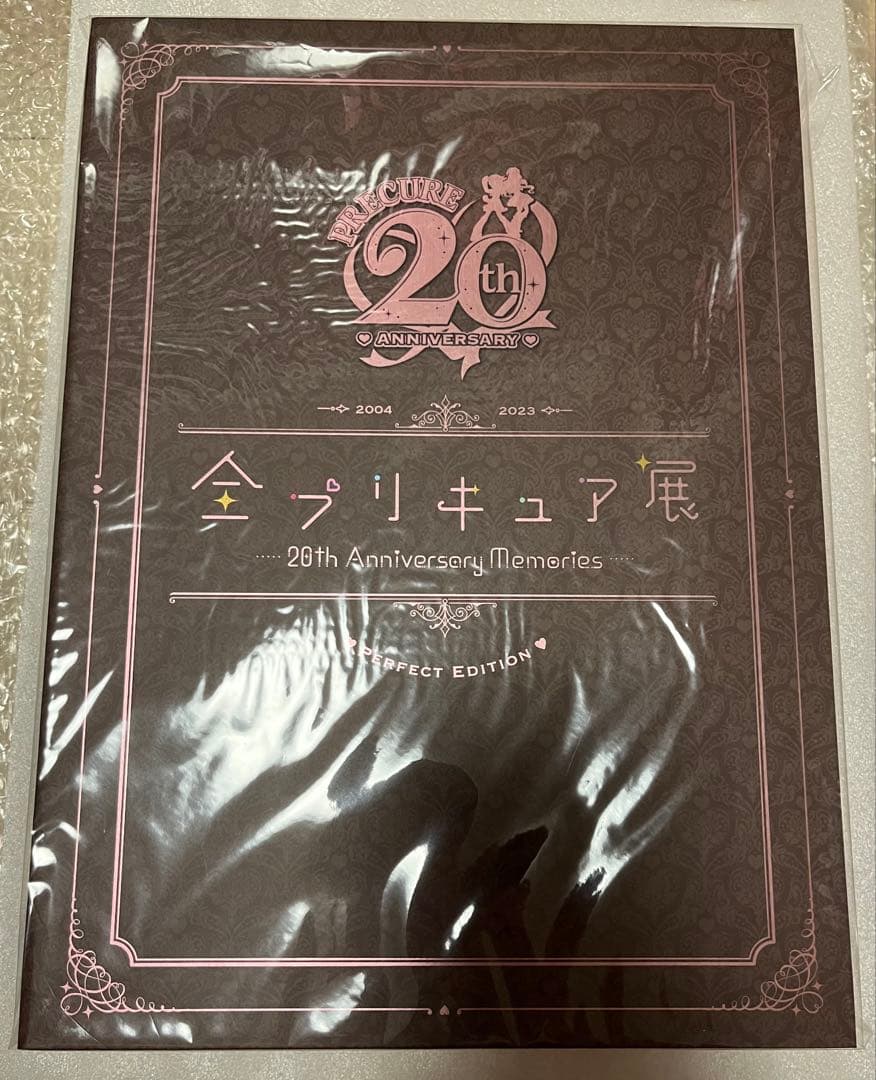 PRECURE
20th
ANNIVERSARY
2004 2023
全プリキュア展
20th Anniversary Memories
PERFECT EDITION